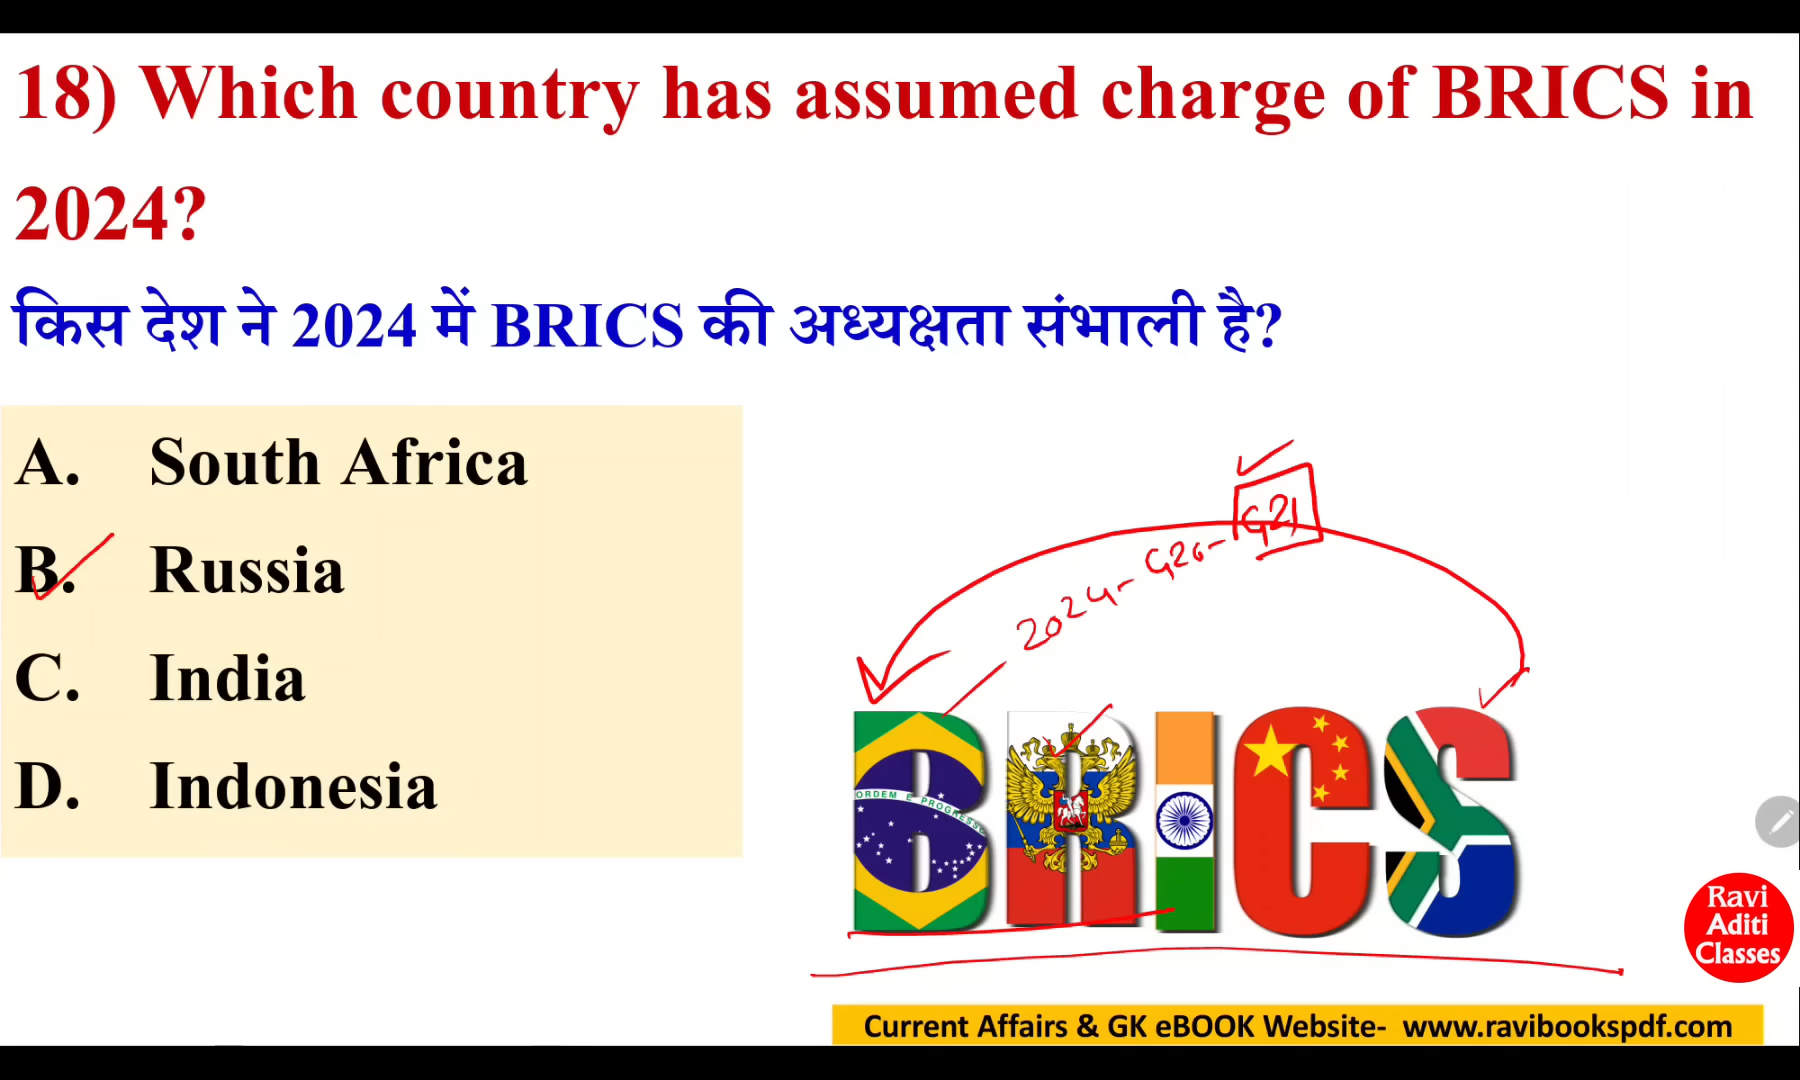 18) Which country has assumed charge of BRICS in
2024?
किस देश ने 2024 में BRICS की अध्यक्षता संभाली है?
A. South Africa
B. Russia
C. India
D. Indonesia
2024- G20- G21
BRICS
ORDEM E PROGRESSO
Ravi
Aditi
Classes
Current Affairs & GK eBOOK Website- www.ravibookspdf.com